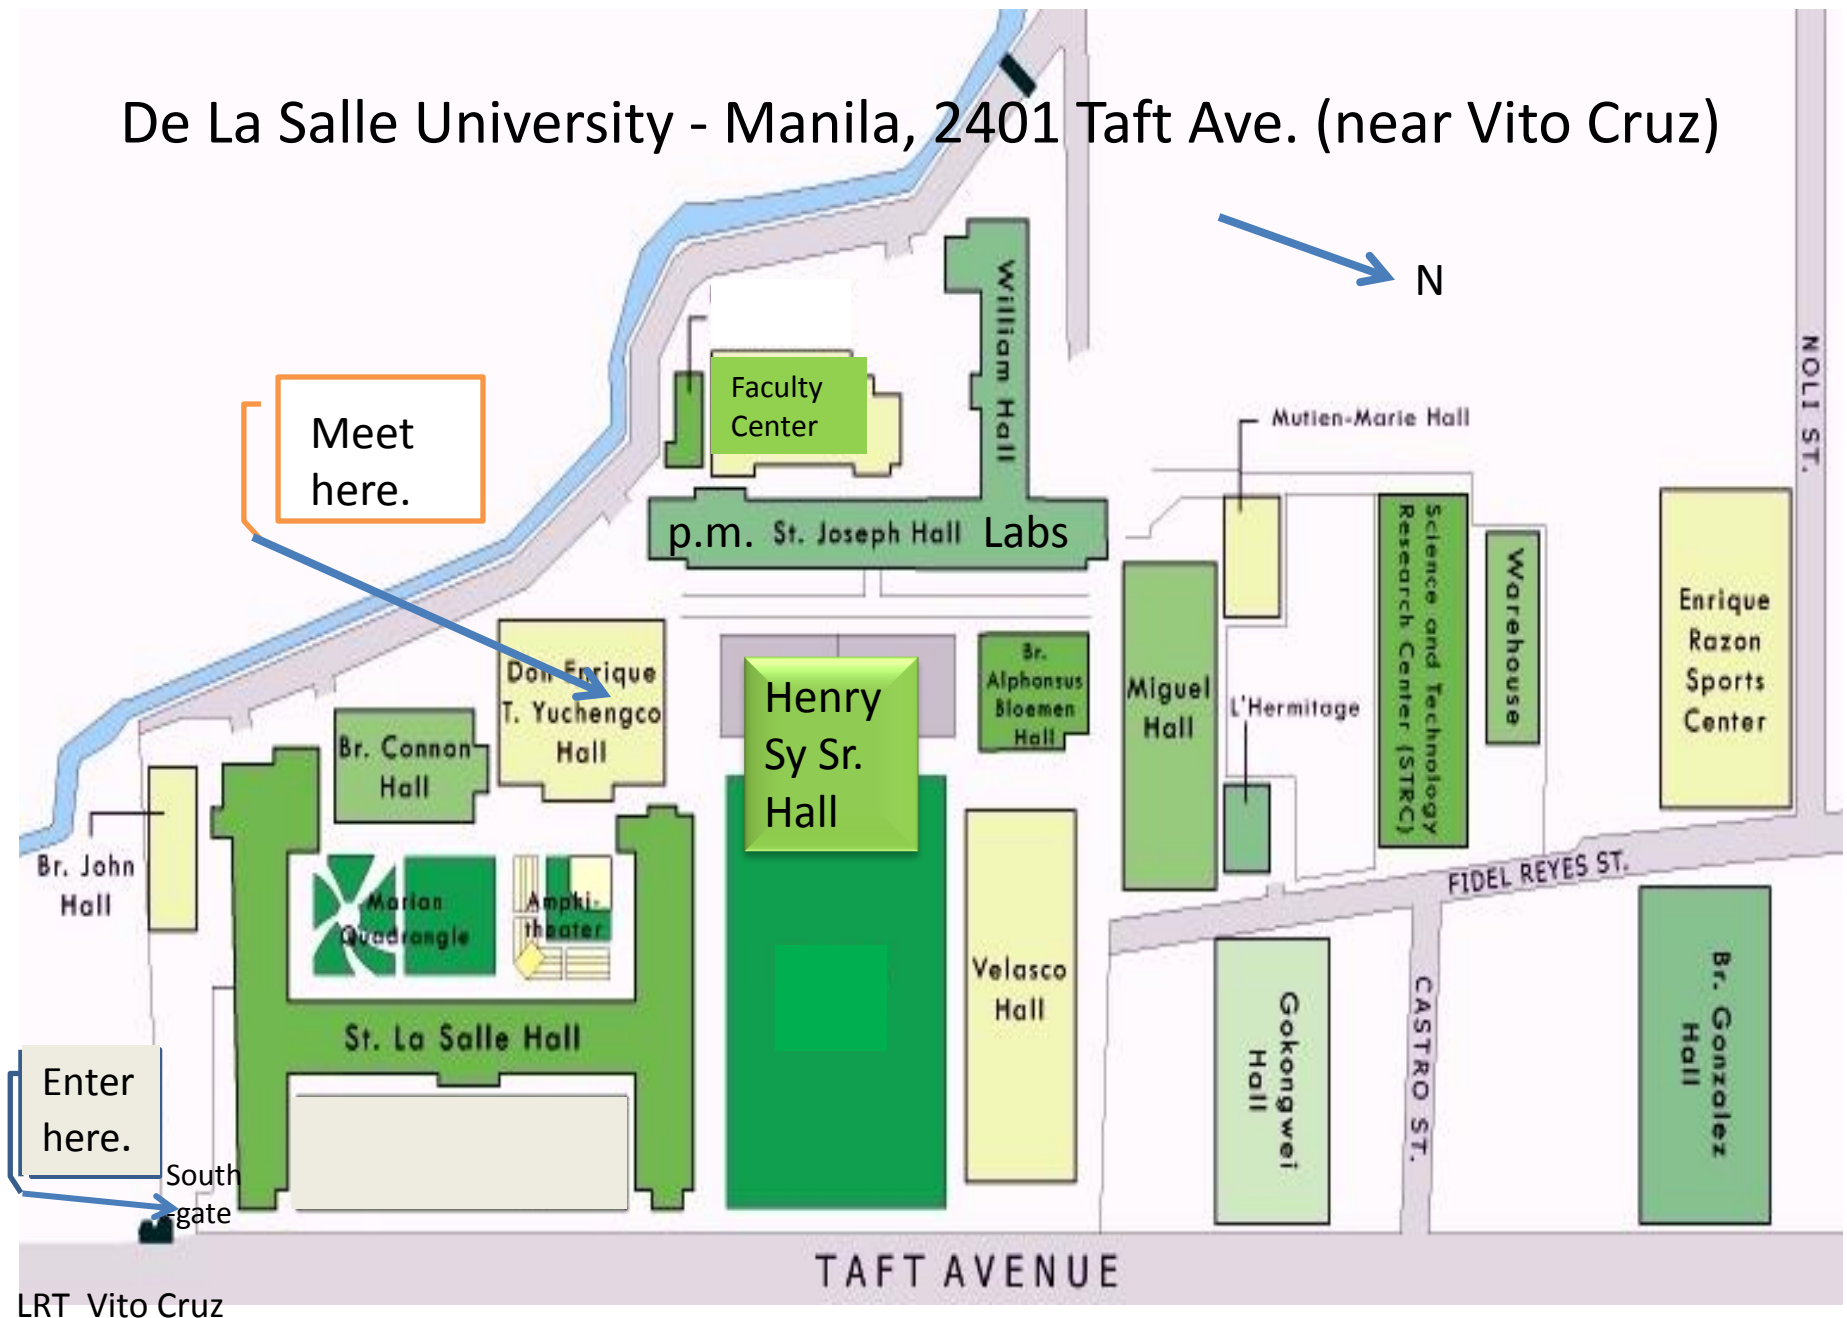 De La Salle University - Manila, 2401 Taft Ave. (near Vito Cruz)
N
William Hall
NOLI ST.
Faculty
Center
Meet
here.
Mutien-Marie Hall
p.m. St. Joseph Hall Labs
Science and Technology
Research Center (STRC)
Warehouse
Enrique
Razon
Sports
Center
Don Enrique
T. Yuchengco
Hall
Henry
Sy Sr.
Hall
Br.
Alphonsus
Bloemen
Hall
Miguel
Hall
L'Hermitage
Br. Connon
Hall
Br. John
Hall
Marian
Quadrangle
Amphi-
theater
FIDEL REYES ST.
Velasco
Hall
St. La Salle Hall
Gokongwei
Hall
CASTRO ST.
Br. Gonzalez
Hall
Enter
here.
South
-gate
TAFT AVENUE
LRT Vito Cruz